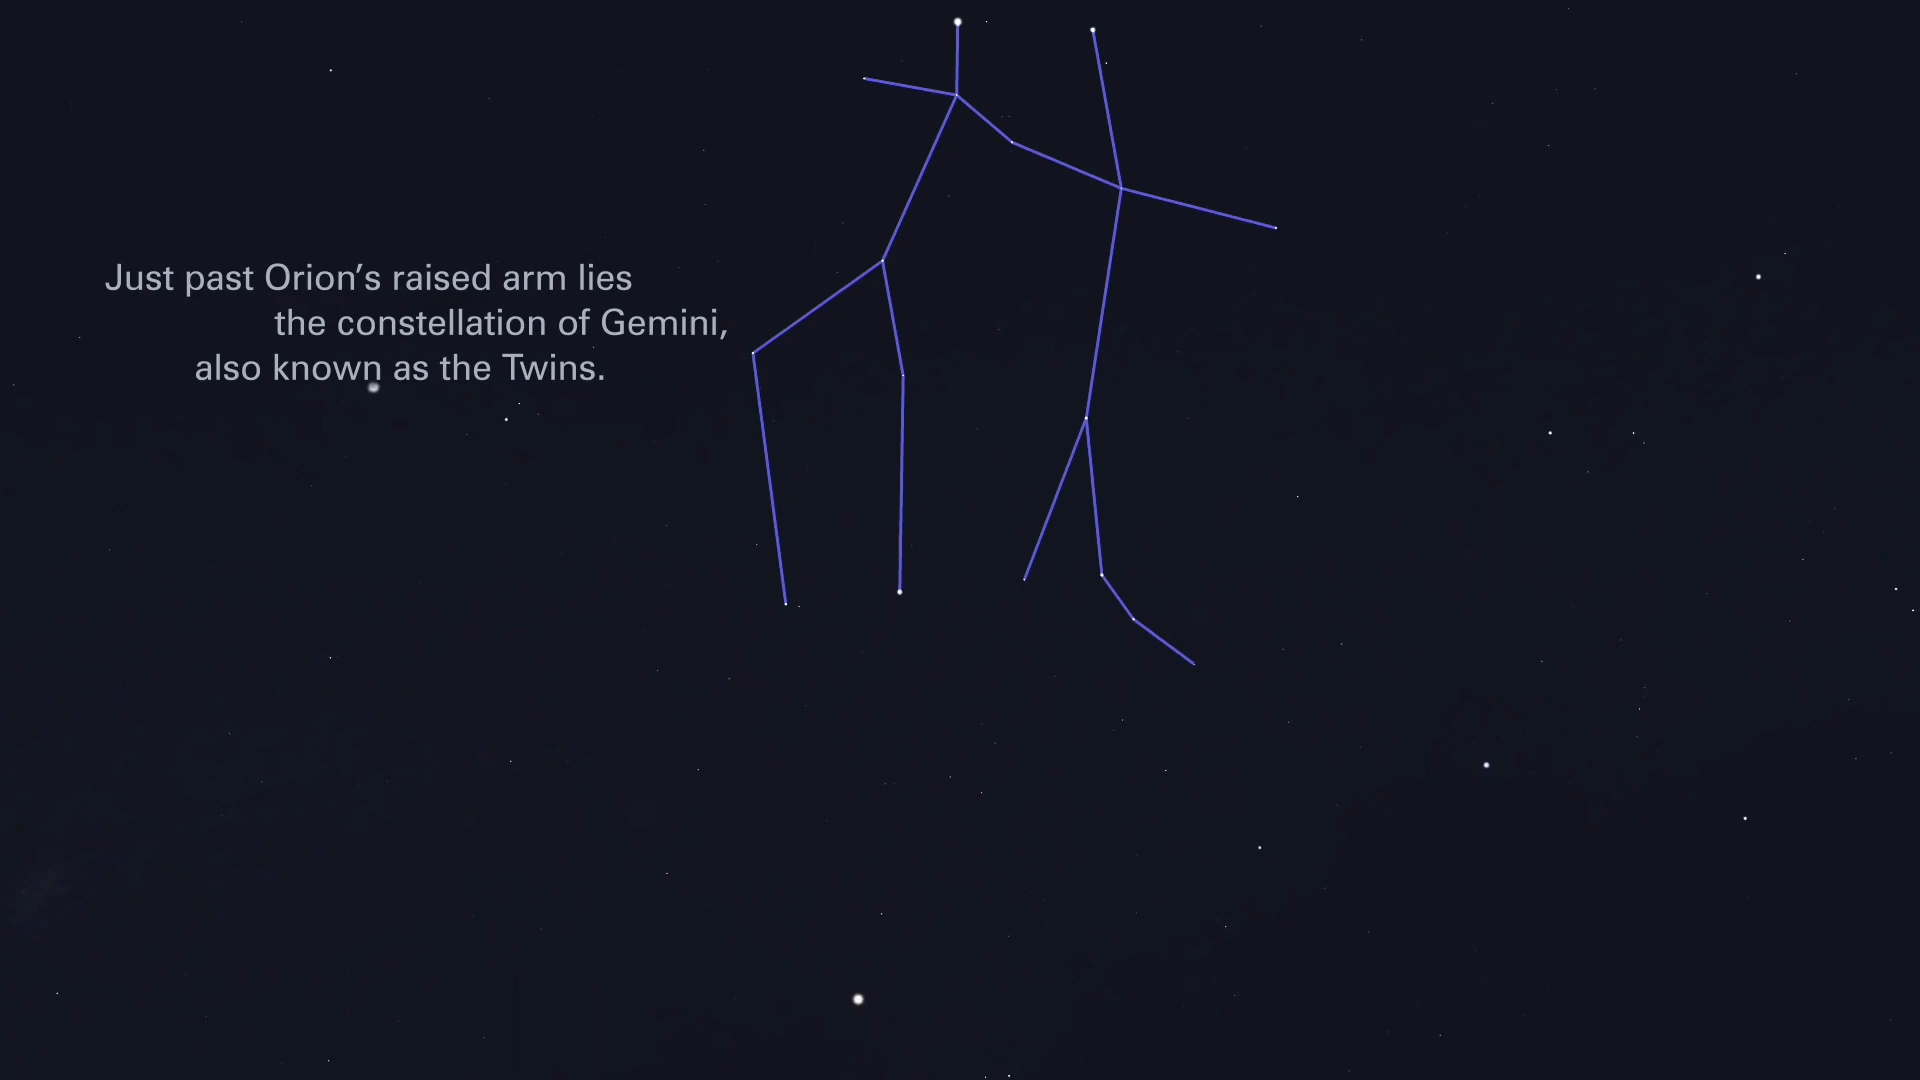 Just past Orion’s raised arm lies
the constellation of Gemini,
also known as the Twins.